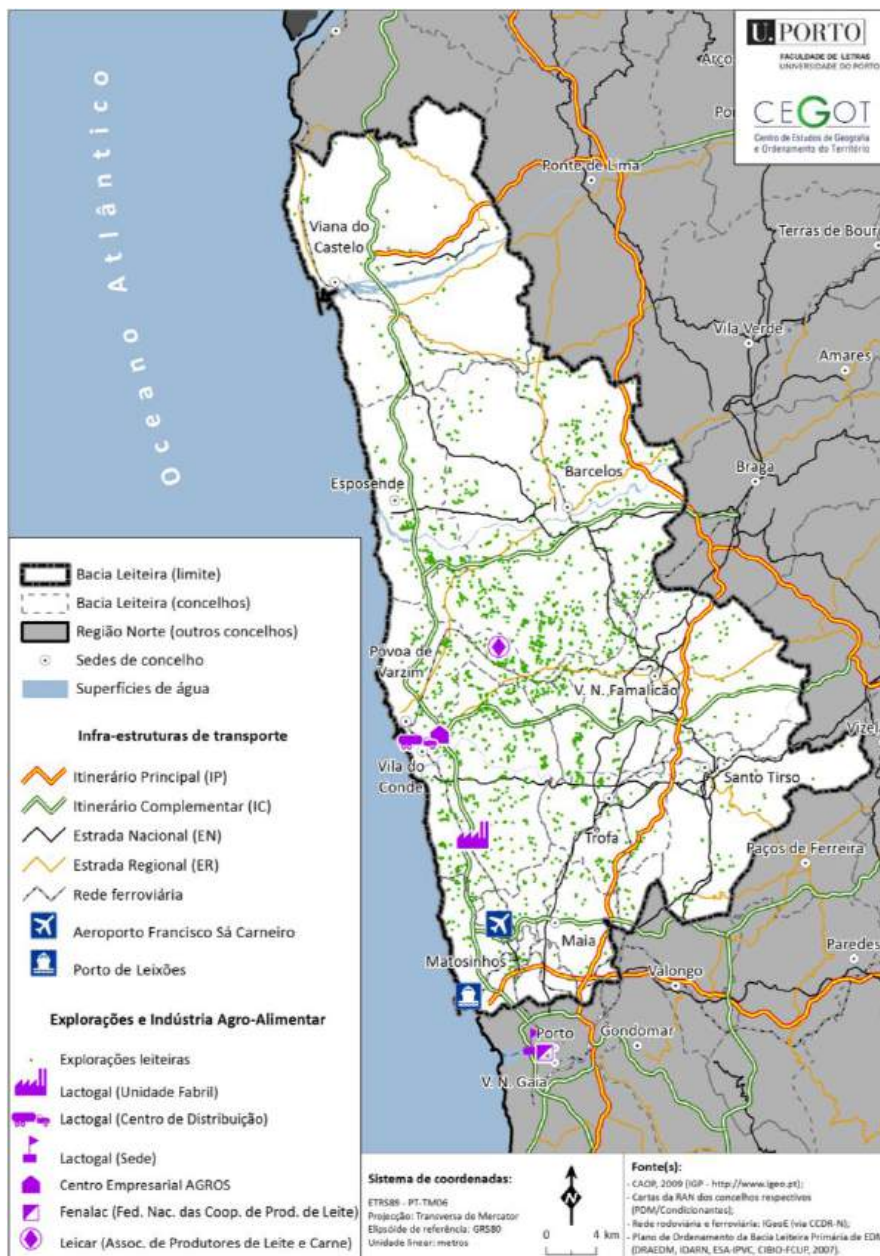 U.PORTO
FACULDADE DE LETRAS
UNIVERSIDADE DO PORTO
CEGOT
Centro de Estudos de Geografia
e Ordenamento do Território
Oceano Atlântico
Arco
Pon
Ponte de Lima
Viana do
Castelo
Terras de Bour
Vila Verde
Amares
Braga
Barcelos
Esposende
Povoa de
Varzim
V. N. Famalicão
Vizel
Vila do
Conde
Santo Tirso
Trofa
Paços de Ferreira
Maia
Matosinhos
Paredes
Valongo
Porto
Gondomar
V. N. Gaia
Bacia Leiteira (limite)
Bacia Leiteira (concelhos)
Região Norte (outros concelhos)
Sedes de concelho
Superfícies de água
Infra-estruturas de transporte
Itinerário Principal (IP)
Itinerário Complementar (IC)
Estrada Nacional (EN)
Estrada Regional (ER)
Rede ferroviária
Aeroporto Francisco Sá Carneiro
Porto de Leixões
Explorações e Indústria Agro-Alimentar
Explorações leiteiras
Lactogal (Unidade Fabril)
Lactogal (Centro de Distribuição)
Lactogal (Sede)
Centro Empresarial AGROS
Fenalac (Fed. Nac. das Coop. de Prod. de Leite)
Leicar (Assoc. de Produtores de Leite e Carne)
Sistema de coordenadas:
ETRS89 - PT-TM06
Projecção: Transversa de Mercator
Elipsóide de referência: GRS80
Unidade linear: metros
N
0 4 km
Fonte(s):
- CAOP, 2009 (IGP - http://www.igeo.pt);
- Cartas da RAN dos concelhos respectivos
(PDM/Condicionantes);
- Rede rodoviária e ferroviária: IGeoE (via CCDR-N);
- Plano de Ordenamento da Bacia Leiteira Primária de EDM
(DRAEDM, IDARN, ESA-IPVC, CIBIO-FCUP, 2007).